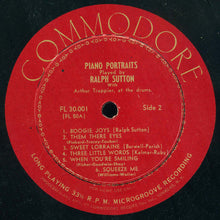 COMMODORE
PIANO PORTRAITS
Played by
RALPH SUTTON
with
Arthur Trappier, at the drums.
FL 30.001
(FL 80A)
Side 2
1. BOOGIE JOYS (Ralph Sutton)
2. THEM THERE EYES
(Pinkard-Tracey-Tauber)
3. SWEET LORRAINE (Burwell-Parish)
4. THREE LITTLE WORDS (Kalmar-Ruby)
5. WHEN YOU'RE SMILING
(Fisher-Goodwin-Shay)
6. SQUEEZE ME
(Williams-Waller)
LONG PLAYING 33⅓ R.P.M. MICROGROOVE RECORDING